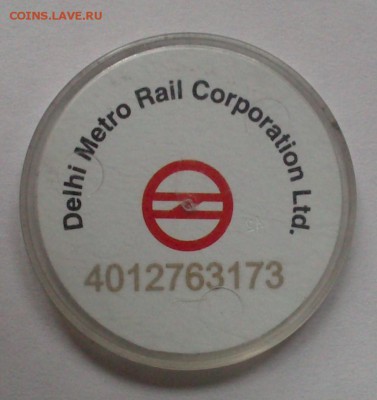 COINS.LAVE.RU
Delhi Metro Rail Corporation Ltd.
4012763173